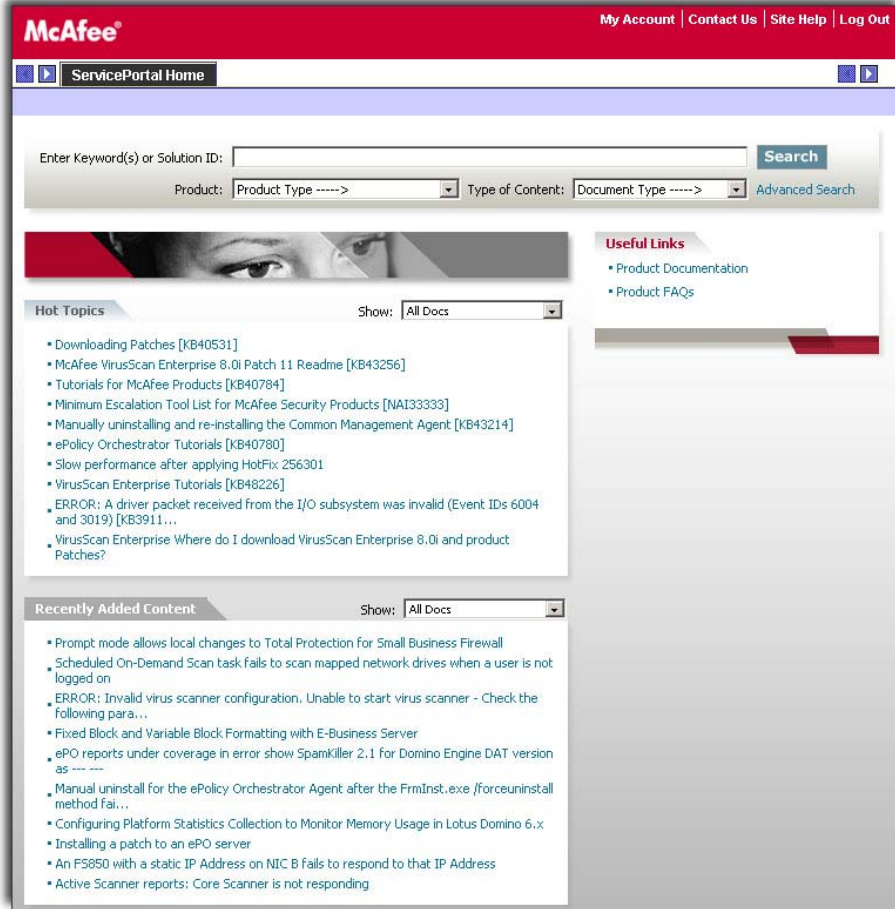 McAfee®
My Account | Contact Us | Site Help | Log Out
ServicePortal Home
Enter Keyword(s) or Solution ID:
Search
Product: Product Type -----> Type of Content: Document Type -----> Advanced Search
Useful Links
▪ Product Documentation
▪ Product FAQs
Hot Topics
Show: All Docs
▪ Downloading Patches [KB40531]
▪ McAfee VirusScan Enterprise 8.0i Patch 11 Readme [KB43256]
▪ Tutorials for McAfee Products [KB40784]
▪ Minimum Escalation Tool List for McAfee Security Products [NAI33333]
▪ Manually uninstalling and re-installing the Common Management Agent [KB43214]
▪ ePolicy Orchestrator Tutorials [KB40780]
▪ Slow performance after applying HotFix 256301
▪ VirusScan Enterprise Tutorials [KB48226]
▪ ERROR: A driver packet received from the I/O subsystem was invalid (Event IDs 6004
and 3019) [KB3911...
▪ VirusScan Enterprise Where do I download VirusScan Enterprise 8.0i and product
Patches?
Recently Added Content
Show: All Docs
▪ Prompt mode allows local changes to Total Protection for Small Business Firewall
▪ Scheduled On-Demand Scan task fails to scan mapped network drives when a user is not
logged on
▪ ERROR: Invalid virus scanner configuration. Unable to start virus scanner - Check the
following para...
▪ Fixed Block and Variable Block Formatting with E-Business Server
▪ ePO reports under coverage in error show SpamKiller 2.1 for Domino Engine DAT version
as --- ---
▪ Manual uninstall for the ePolicy Orchestrator Agent after the FrmInst.exe /forceuninstall
method fai...
▪ Configuring Platform Statistics Collection to Monitor Memory Usage in Lotus Domino 6.x
▪ Installing a patch to an ePO server
▪ An FS850 with a static IP Address on NIC B fails to respond to that IP Address
▪ Active Scanner reports: Core Scanner is not responding